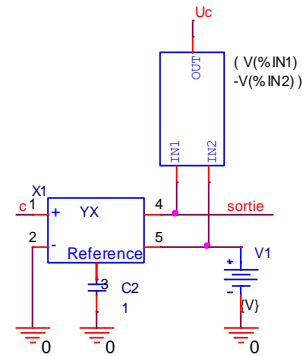 Uc
OUT
( V(%IN1)
-V(%IN2) )
IN1
IN2
X1
c
1
+
YX
4
sortie
2
-
5
Reference
V1
3
C2
+
1
-
{V}
0
0
0